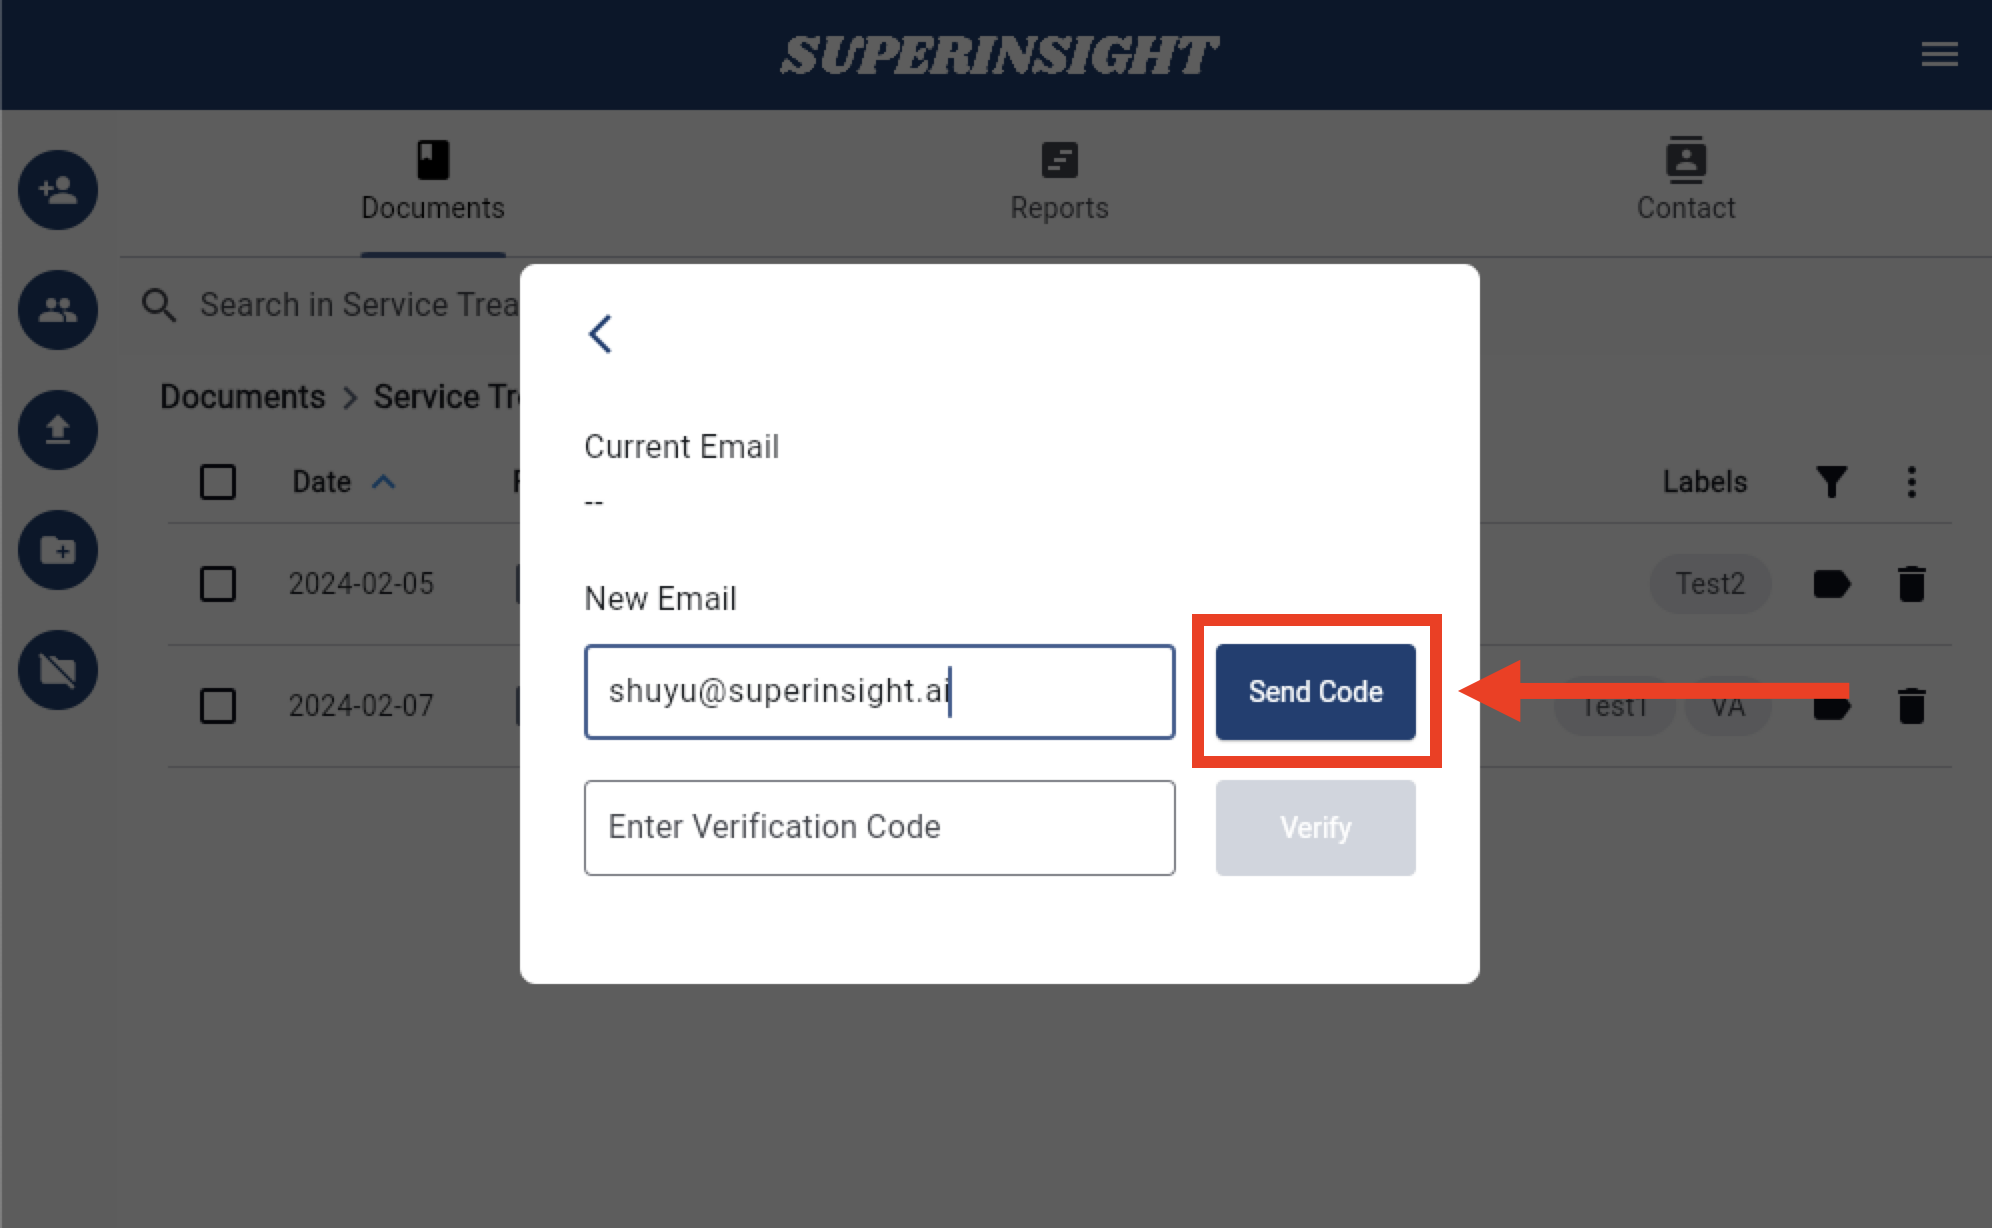 SUPERINSIGHT
Documents Reports Contact
Search in Service Trea
Documents > Service Tr
Date Labels
2024-02-05 Test2
2024-02-07 Test1 VA
Current Email
--
New Email
shuyu@superinsight.ai
Send Code
Enter Verification Code
Verify